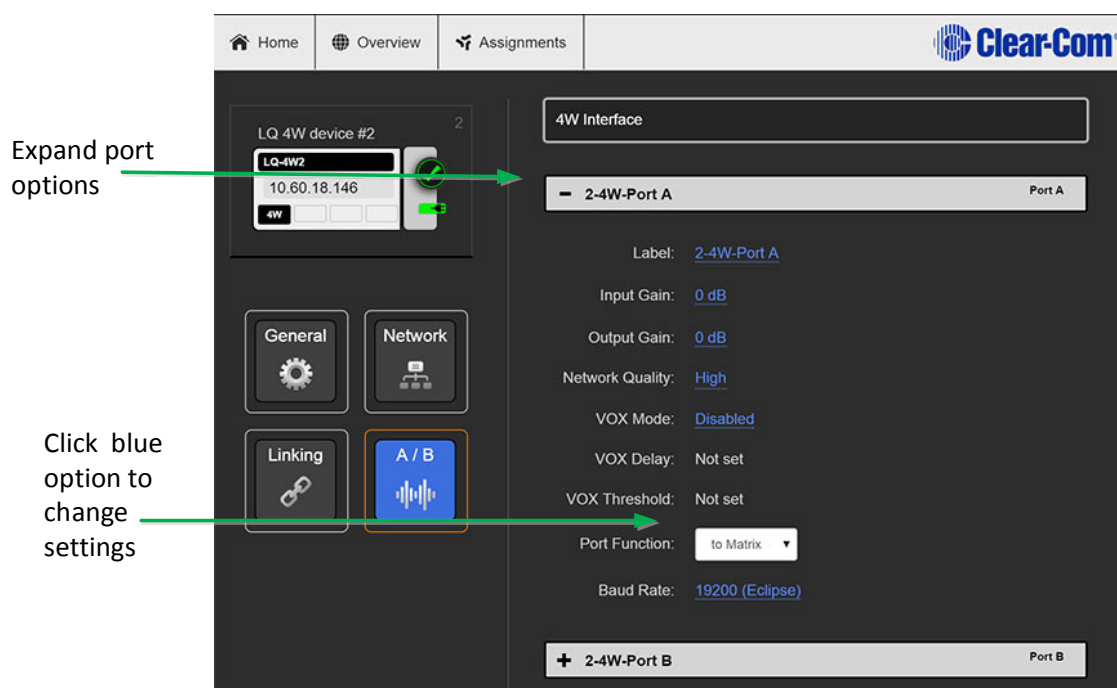 Home
Overview
Assignments
Clear-Com
Expand port
options
LQ 4W device #2
2
LQ-4W2
10.60.18.146
4W
4W Interface
2-4W-Port A
Port A
Label: 2-4W-Port A
Input Gain: 0 dB
Output Gain: 0 dB
Network Quality: High
VOX Mode: Disabled
VOX Delay: Not set
VOX Threshold: Not set
Port Function: to Matrix
Baud Rate: 19200 (Eclipse)
General
Network
Linking
A / B
Click blue
option to
change
settings
2-4W-Port B
Port B